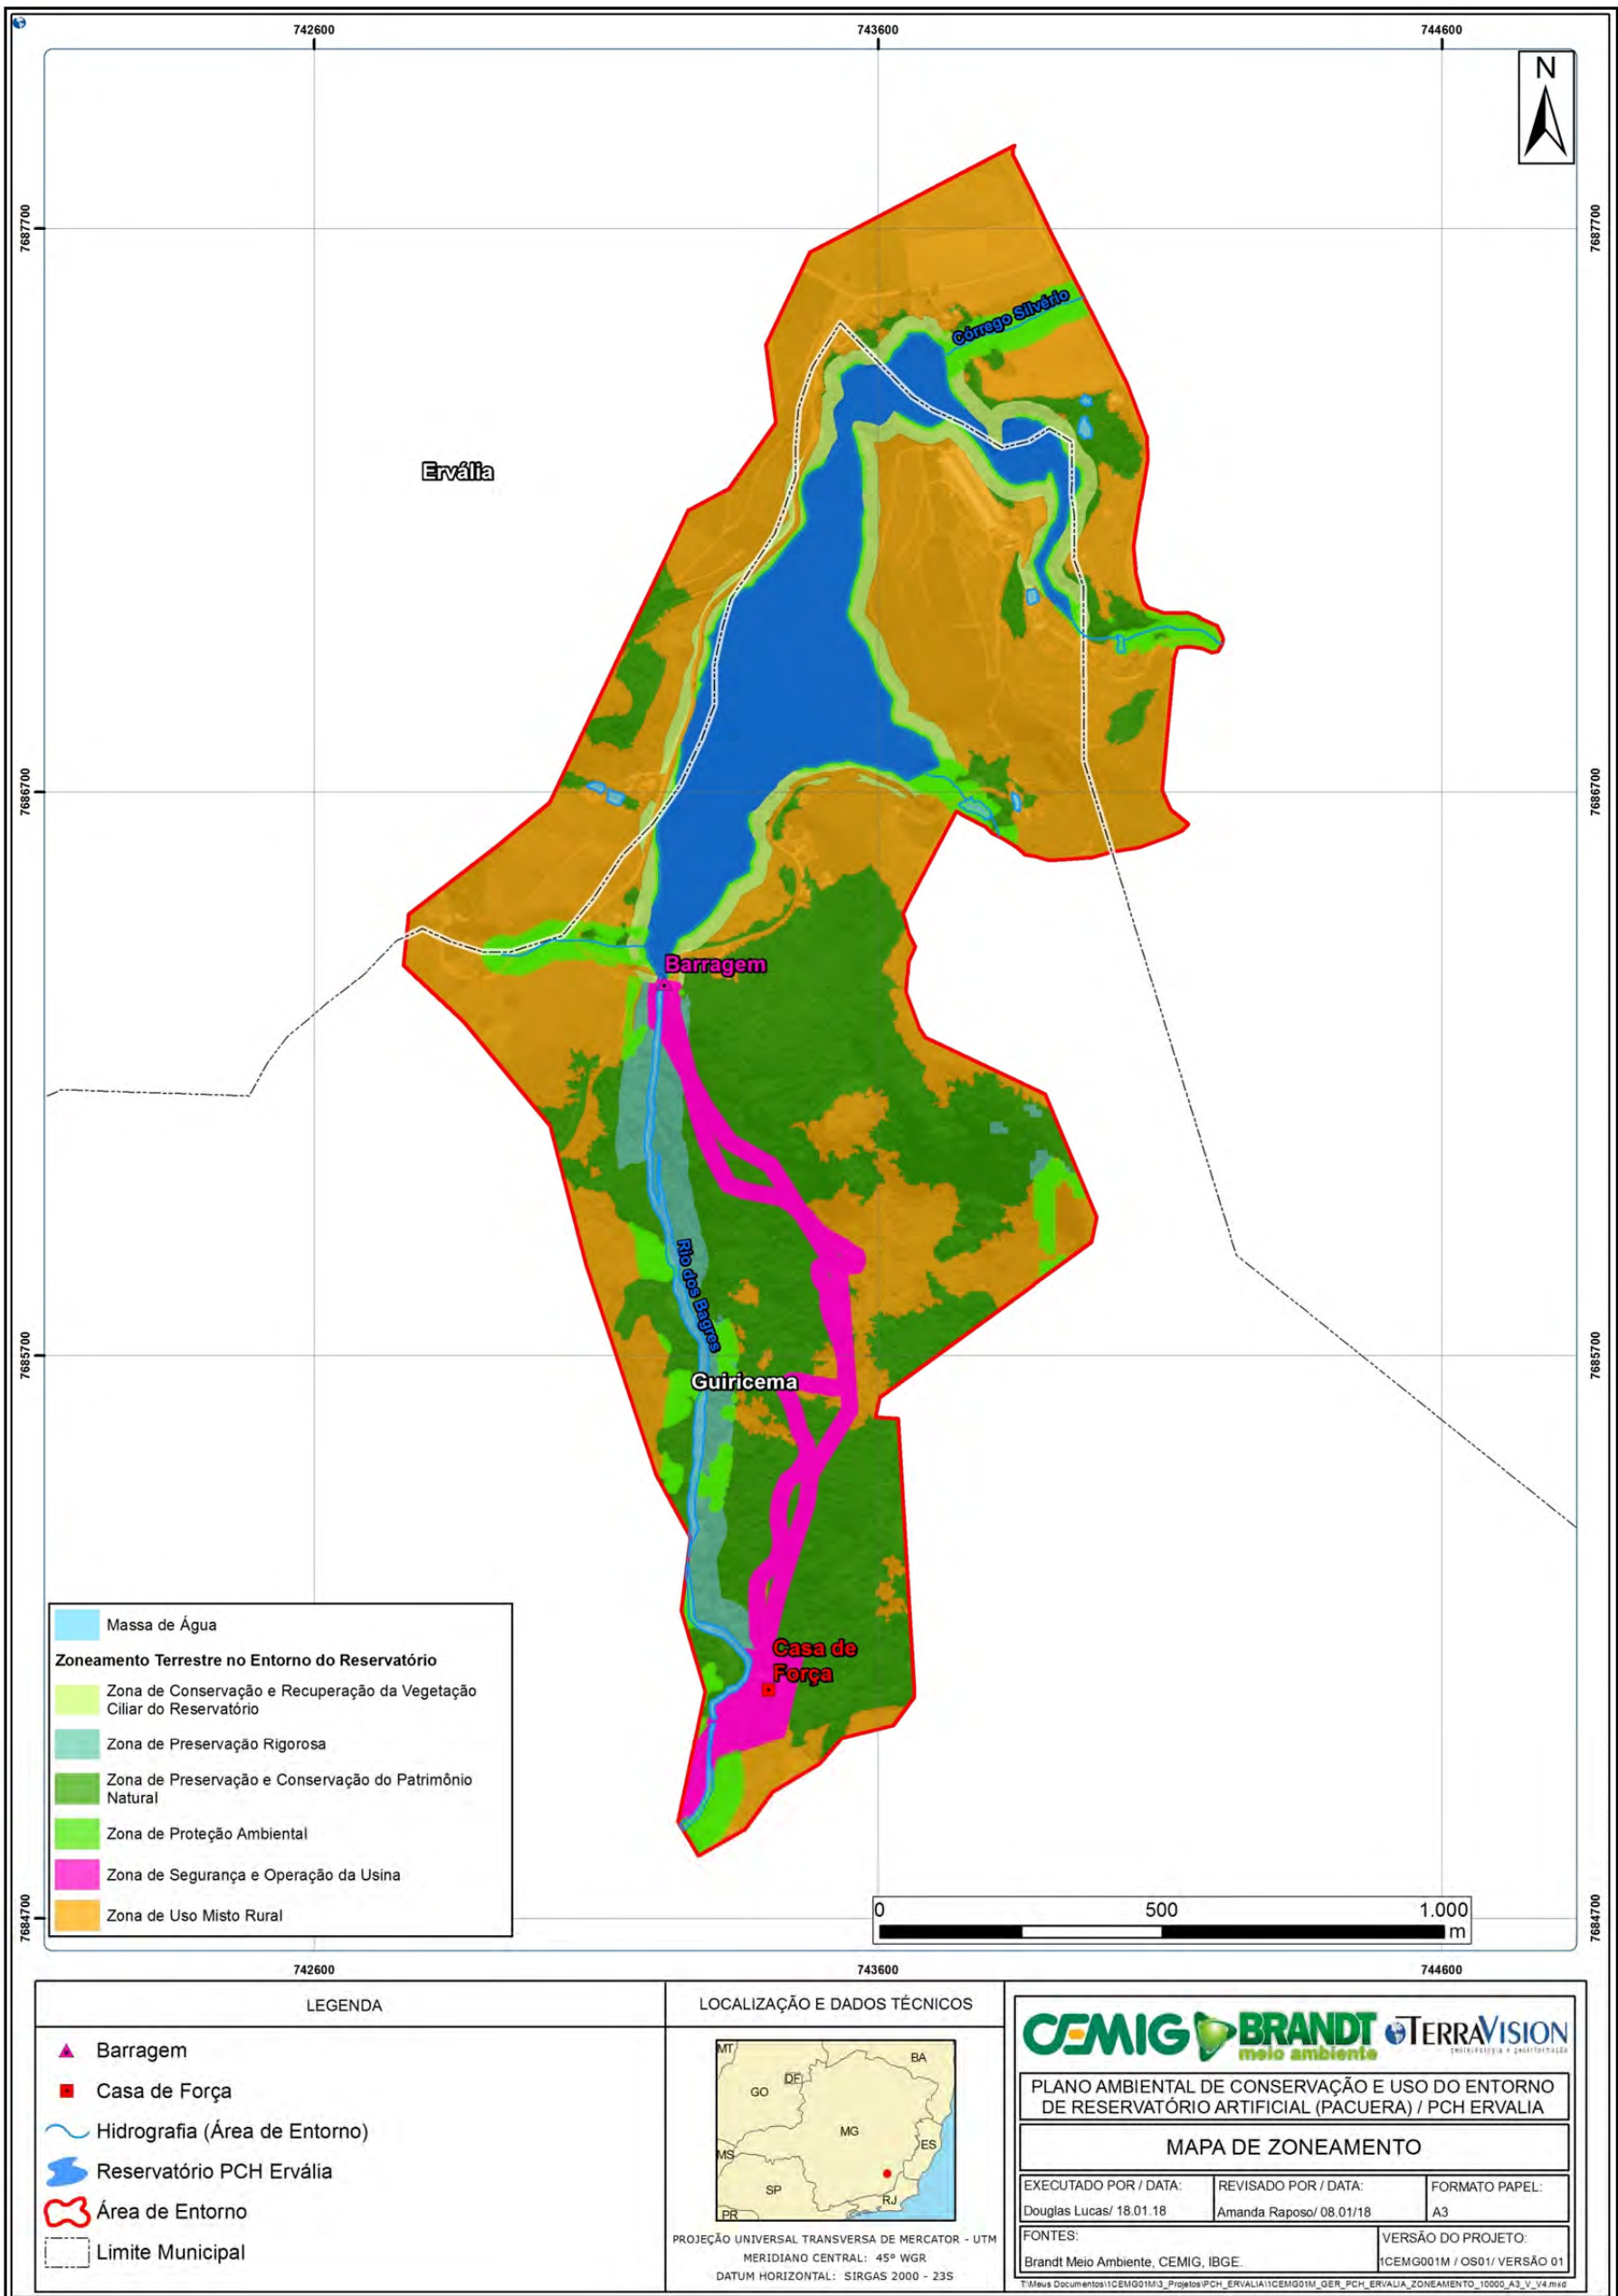 742600
743600
744600
N
7687700
7687700
Córrego Silvério
Ervália
7686700
7686700
Barragem
Rio dos Bagres
7685700
7685700
Guiricema
Casa de
Força
Massa de Água
Zoneamento Terrestre no Entorno do Reservatório
Zona de Conservação e Recuperação da Vegetação
Ciliar do Reservatório
Zona de Preservação Rigorosa
Zona de Preservação e Conservação do Patrimônio
Natural
Zona de Proteção Ambiental
Zona de Segurança e Operação da Usina
Zona de Uso Misto Rural
7684700
7684700
0
500
1.000
m
742600
743600
744600
LEGENDA
Barragem
Casa de Força
Hidrografia (Área de Entorno)
Reservatório PCH Ervália
Área de Entorno
Limite Municipal
LOCALIZAÇÃO E DADOS TÉCNICOS
MT
BA
DF
GO
MG
ES
MS
SP
RJ
PR
PROJEÇÃO UNIVERSAL TRANSVERSA DE MERCATOR - UTM
MERIDIANO CENTRAL: 45º WGR
DATUM HORIZONTAL: SIRGAS 2000 - 23S
CEMIG
BRANDT
meio ambiente
TERRAVISION
PLANO AMBIENTAL DE CONSERVAÇÃO E USO DO ENTORNO
DE RESERVATÓRIO ARTIFICIAL (PACUERA) / PCH ERVALIA
MAPA DE ZONEAMENTO
EXECUTADO POR / DATA:
Douglas Lucas/ 18.01.18
REVISADO POR / DATA:
Amanda Raposo/ 08.01/18
FORMATO PAPEL:
A3
FONTES:
Brandt Meio Ambiente, CEMIG, IBGE.
VERSÃO DO PROJETO:
1CEMG001M / OS01/ VERSÃO 01
T:\Meus Documentos\1CEMG01M\3_Projetos\PCH_ERVALIA\1CEMG01M_GER_PCH_ERVALIA_ZONEAMENTO_10000_A3_V_V4.mxd